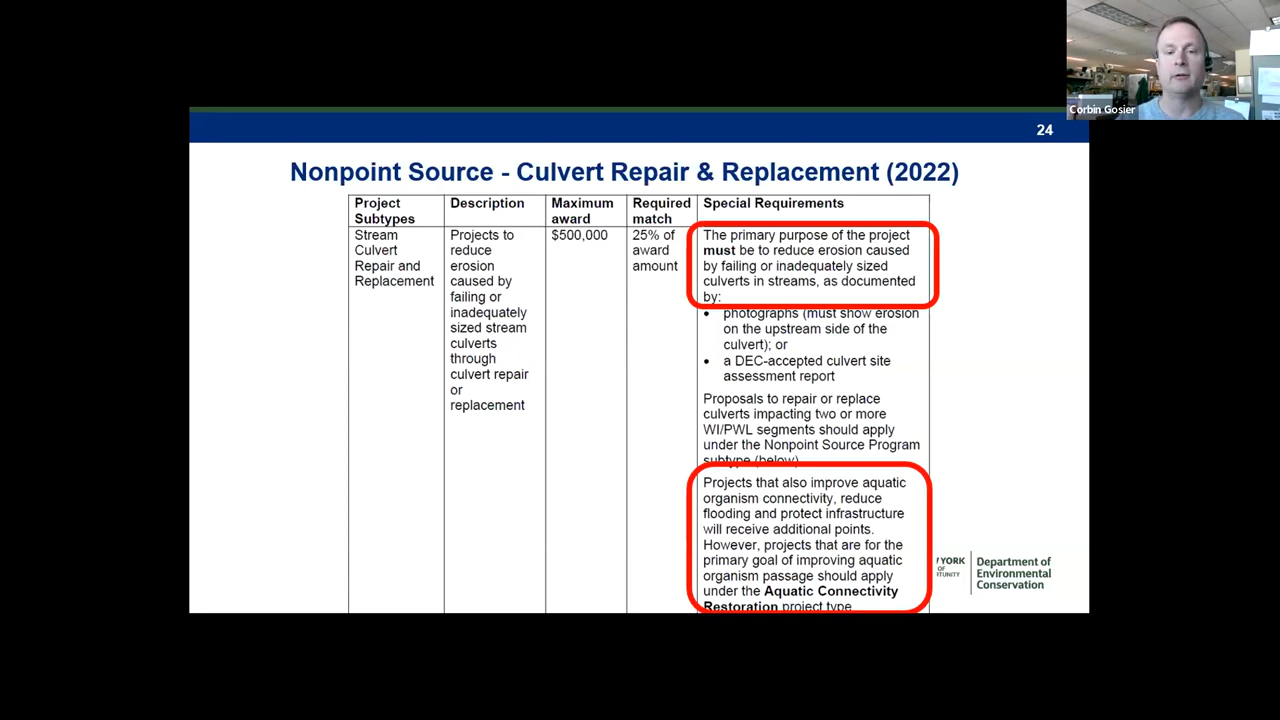 Corbin Gosier
24
Nonpoint Source - Culvert Repair & Replacement (2022)
Project
Subtypes
Description
Maximum
award
Required
match
Special Requirements
Stream
Culvert
Repair and
Replacement
Projects to
reduce
erosion
caused by
failing or
inadequately
sized stream
culverts
through
culvert repair
or
replacement
$500,000
25% of
award
amount
The primary purpose of the project
must be to reduce erosion caused
by failing or inadequately sized
culverts in streams, as documented
by:
• photographs (must show erosion
on the upstream side of the
culvert); or
• a DEC-accepted culvert site
assessment report
Proposals to repair or replace
culverts impacting two or more
WI/PWL segments should apply
under the Nonpoint Source Program
subtype (below)
Projects that also improve aquatic
organism connectivity, reduce
flooding and protect infrastructure
will receive additional points.
However, projects that are for the
primary goal of improving aquatic
organism passage should apply
under the Aquatic Connectivity
Restoration project type
YORK
OF
Department of
Environmental
Conservation